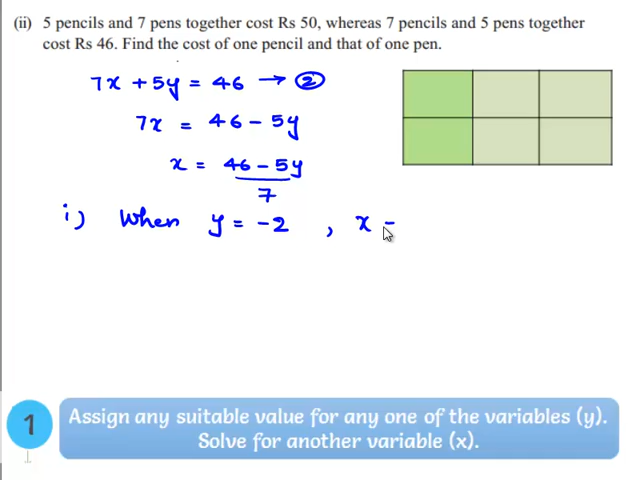 (ii) 5 pencils and 7 pens together cost Rs 50, whereas 7 pencils and 5 pens together
cost Rs 46. Find the cost of one pencil and that of one pen.
7x + 5y = 46 → ②
7x = 46 - 5y
x = 46 - 5y
7
i) When y = -2 , x =
1
Assign any suitable value for any one of the variables (y).
Solve for another variable (x).